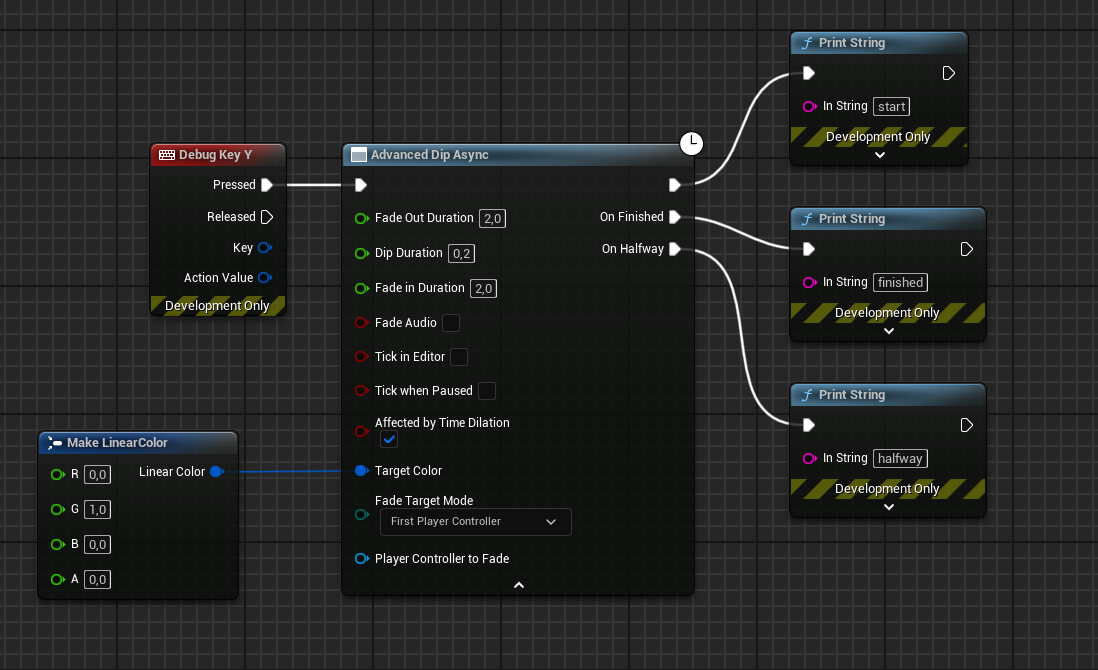 Debug Key Y
Pressed
Released
Key
Action Value
Development Only
Make LinearColor
R 0,0
Linear Color
G 1,0
B 0,0
A 0,0
Advanced Dip Async
Fade Out Duration 2,0
On Finished
Dip Duration 0,2
On Halfway
Fade in Duration 2,0
Fade Audio
Tick in Editor
Tick when Paused
Affected by Time Dilation
Target Color
Fade Target Mode
First Player Controller
Player Controller to Fade
Print String
In String start
Development Only
Print String
In String finished
Development Only
Print String
In String halfway
Development Only